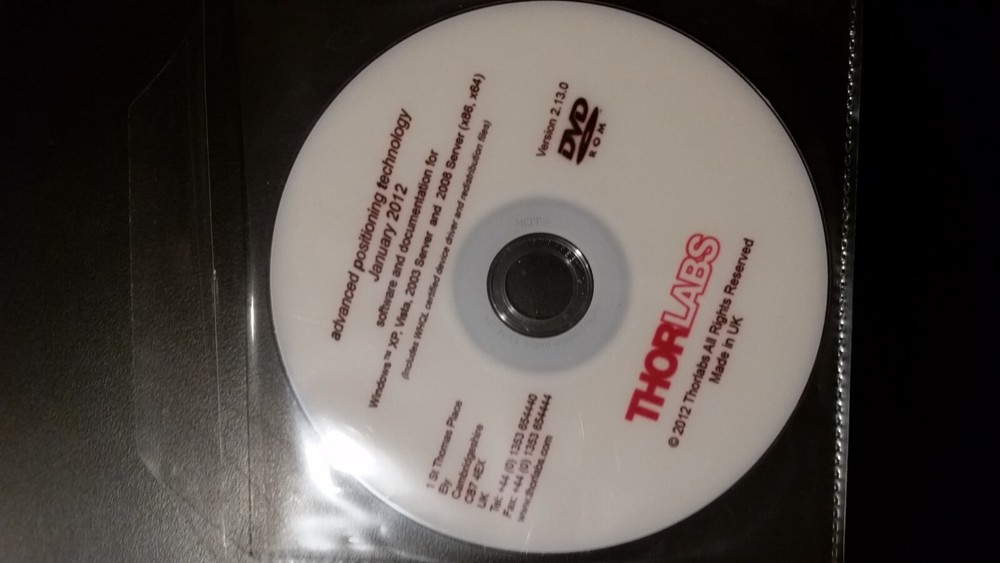 advanced positioning technology
January 2012
software and documentation for
Windows™ XP, Vista, 2003 Server and 2008 Server (x86, x64)
(includes WHQL certified device driver and redistribution files)
Version 2.13.0
DVD
ROM
1 St Thomas Place
Ely
Cambridgeshire
CB7 4EX
UK
Tel: +44 (0) 1353 654440
Fax: +44 (0) 1353 654444
www.thorlabs.com
THORLABS
© 2012 Thorlabs All Rights Reserved
Made in UK